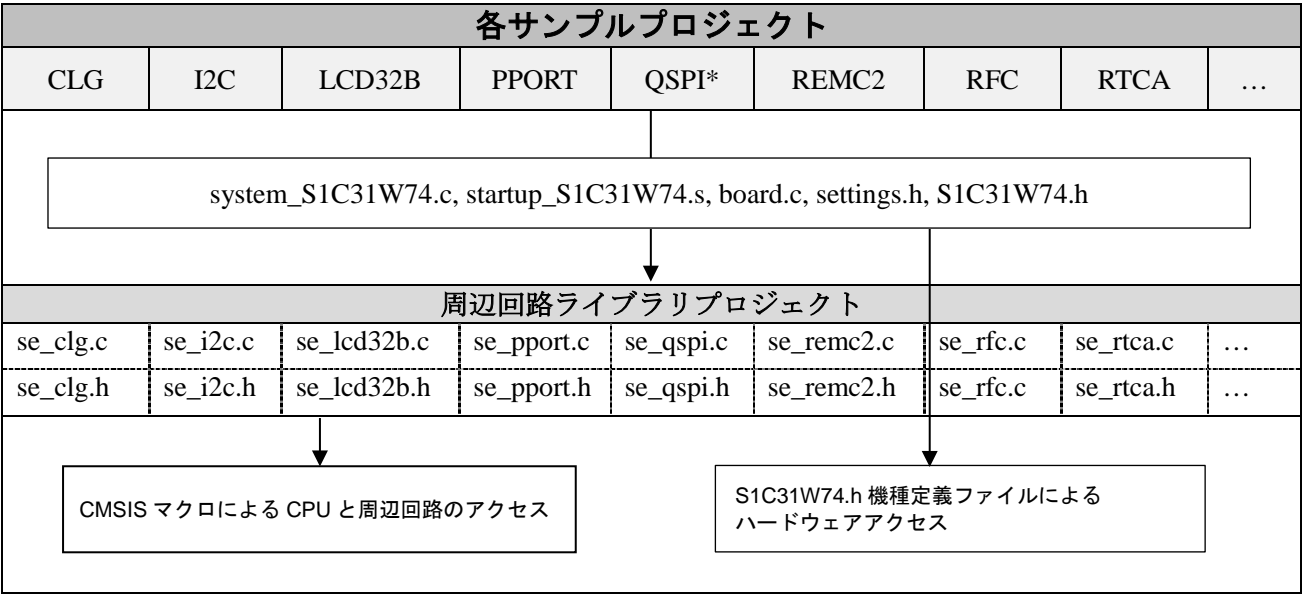 各サンプルプロジェクト
CLG I2C LCD32B PPORT QSPI* REMC2 RFC RTCA …
system_S1C31W74.c, startup_S1C31W74.s, board.c, settings.h, S1C31W74.h
周辺回路ライブラリプロジェクト
se_clg.c se_i2c.c se_lcd32b.c se_pport.c se_qspi.c se_remc2.c se_rfc.c se_rtca.c …
se_clg.h se_i2c.h se_lcd32b.h se_pport.h se_qspi.h se_remc2.h se_rfc.c se_rtca.h …
CMSIS マクロによる CPU と周辺回路のアクセス
S1C31W74.h 機種定義ファイルによる
ハードウェアアクセス